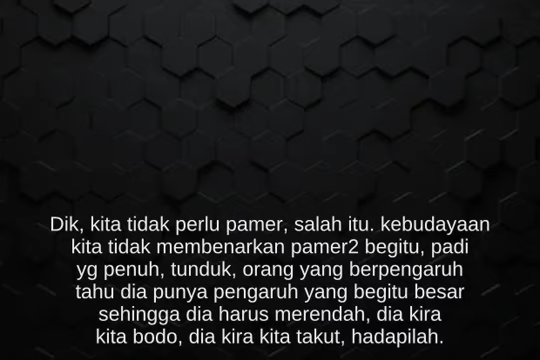 Dik, kita tidak perlu pamer, salah itu. kebudayaan
kita tidak membenarkan pamer2 begitu, padi
yg penuh, tunduk, orang yang berpengaruh
tahu dia punya pengaruh yang begitu besar
sehingga dia harus merendah, dia kira
kita bodo, dia kira kita takut, hadapilah.